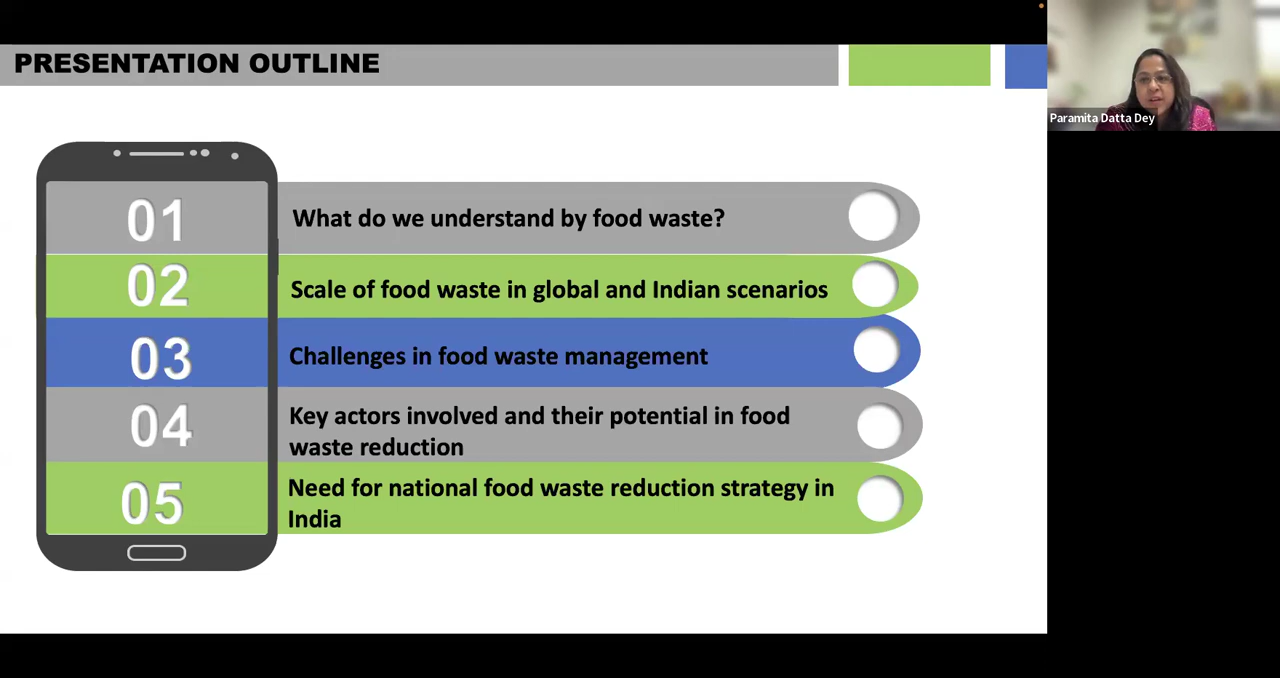 PRESENTATION OUTLINE
Paramita Datta Dey
01
What do we understand by food waste?
02
Scale of food waste in global and Indian scenarios
03
Challenges in food waste management
04
Key actors involved and their potential in food
waste reduction
05
Need for national food waste reduction strategy in
India